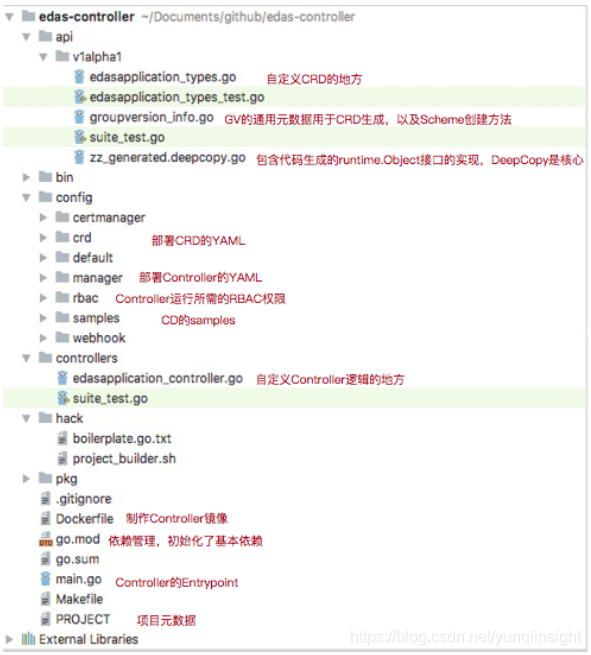 edas-controller ~/Documents/github/edas-controller
api
v1alpha1
edasapplication_types.go 自定义CRD的地方
edasapplication_types_test.go
groupversion_info.go GV的通用元数据用于CRD生成，以及Scheme创建方法
suite_test.go
zz_generated.deepcopy.go 包含代码生成的runtime.Object接口的实现，DeepCopy是核心
bin
config
certmanager
crd 部署CRD的YAML
default
manager 部署Controller的YAML
rbac Controller运行所需的RBAC权限
samples CD的samples
webhook
controllers
edasapplication_controller.go 自定义Controller逻辑的地方
suite_test.go
hack
boilerplate.go.txt
project_builder.sh
pkg
.gitignore
Dockerfile 制作Controller镜像
go.mod 依赖管理，初始化了基本依赖
go.sum
main.go Controller的Entrypoint
Makefile
PROJECT 项目元数据
External Libraries https://blog.csdn.net/yunqiinsight